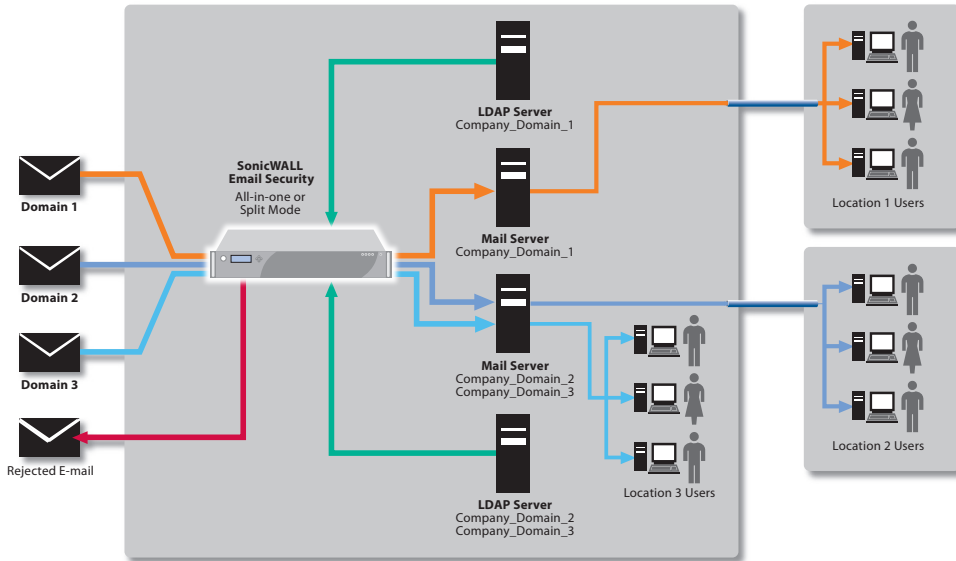 Domain 1
Domain 2
Domain 3
Rejected E-mail
SonicWALL
Email Security
All-in-one or
Split Mode
LDAP Server
Company_Domain_1
Mail Server
Company_Domain_1
Mail Server
Company_Domain_2
Company_Domain_3
LDAP Server
Company_Domain_2
Company_Domain_3
Location 3 Users
Location 1 Users
Location 2 Users